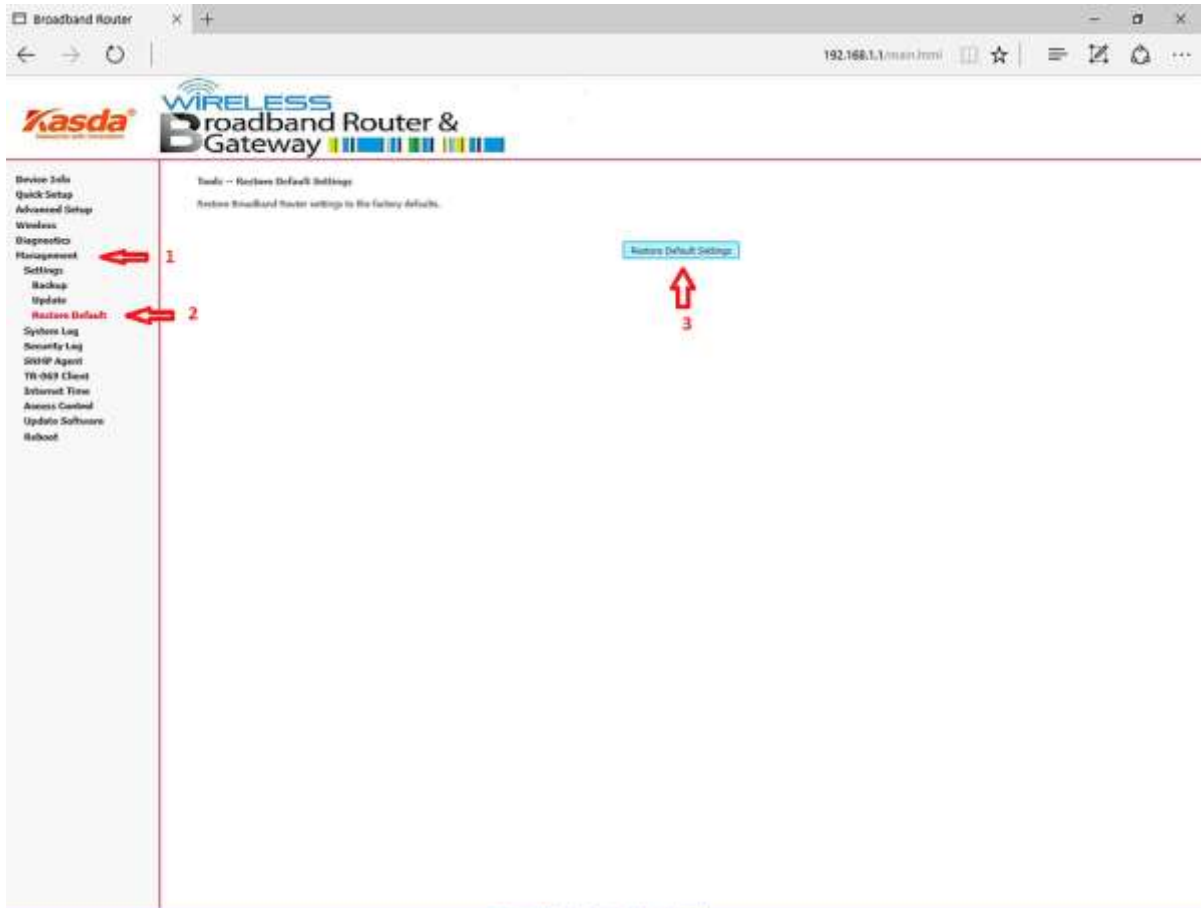 Broadband Router
192.168.1.1/main.html
Kasda®
WIRELESS
Broadband Router &
Gateway
Device Info
Quick Setup
Advanced Setup
Wireless
Diagnostics
Management
1
Settings
Backup
Update
Restore Default
2
System Log
Security Log
SNMP Agent
TR-069 Client
Internet Time
Access Control
Update Software
Reboot
Tools -- Restore Default Settings
Restore Broadband Router settings to the factory defaults.
Restore Default Settings
3